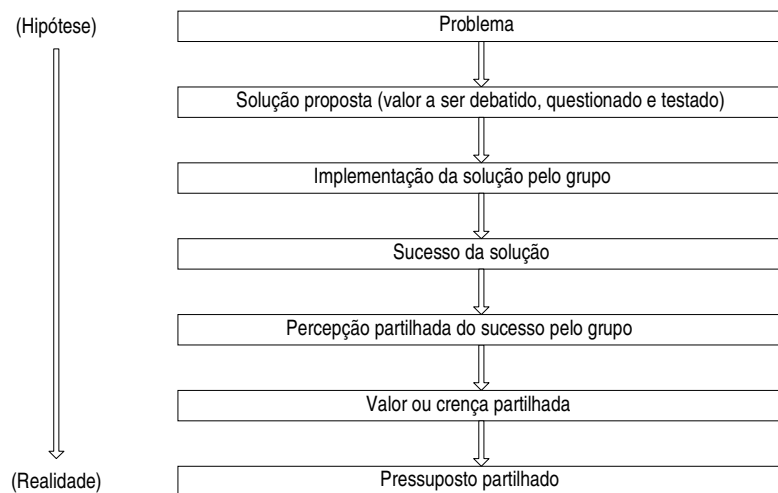 (Hipótese)
Problema
Solução proposta (valor a ser debatido, questionado e testado)
Implementação da solução pelo grupo
Sucesso da solução
Percepção partilhada do sucesso pelo grupo
Valor ou crença partilhada
(Realidade)
Pressuposto partilhado